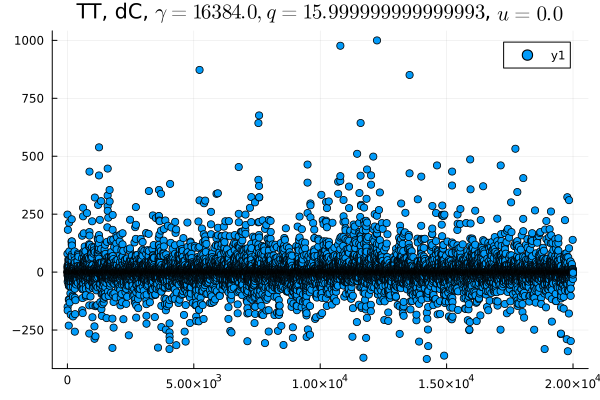 TT, dC, γ = 16384.0, q = 15.999999999999993, u = 0.0
y1
1000
750
500
250
0
−250
0 5.00×10³ 1.00×10⁴ 1.50×10⁴ 2.00×10⁴